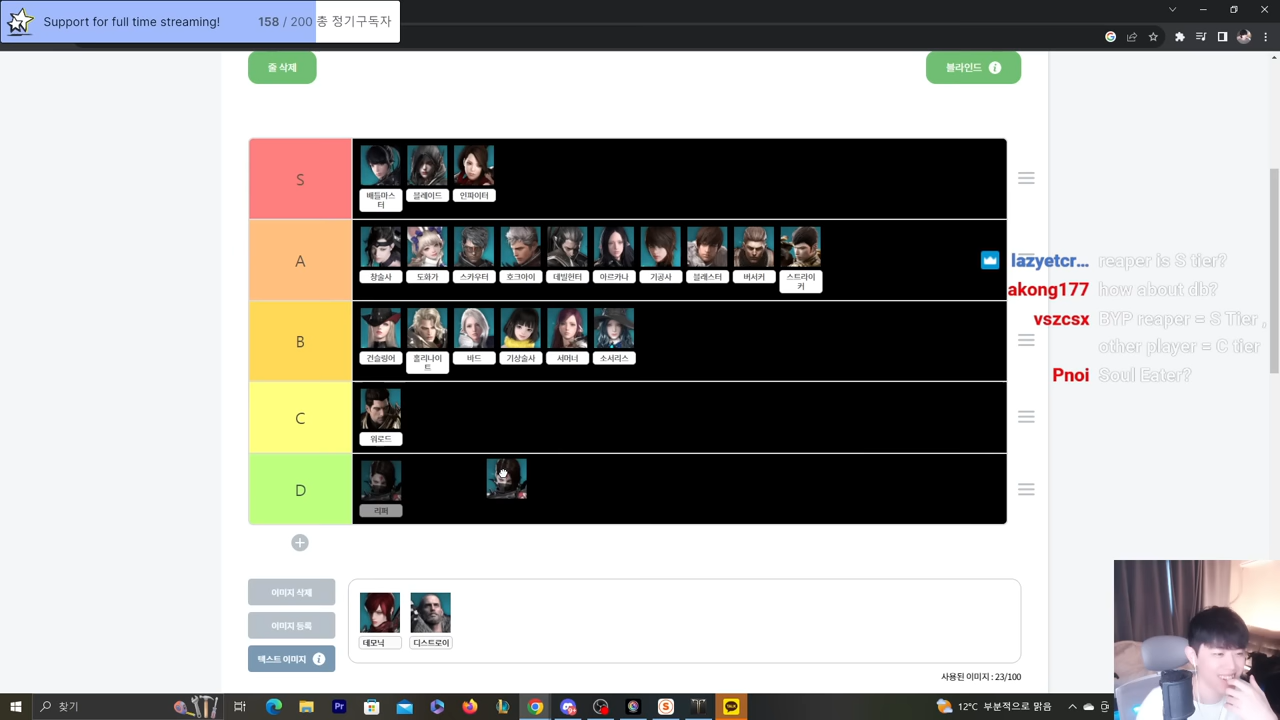 Support for full time streaming! 158 / 200 총 정기구독자
줄 삭제
블라인드 i
S
배틀마스터
블레이드
인파이터
A
창술사
도화가
스카우터
호크아이
데빌헌터
아르카나
기공사
블래스터
버서커
스트라이커
B
건슬링어
홀리나이트
바드
기상술사
서머너
소서리스
C
워로드
D
리퍼
lazyetcr... reaper is S tier?
akong177 how about db?
vszcsx BYP reaper = S Tier ,
other player = C tier
Pnoi Soul Eater?
이미지 삭제
이미지 등록
텍스트 이미지 i
데모닉
디스트로이
사용된 이미지 : 23/100
찾기
Pr
S
TALK
12°C 부분적으로 맑음